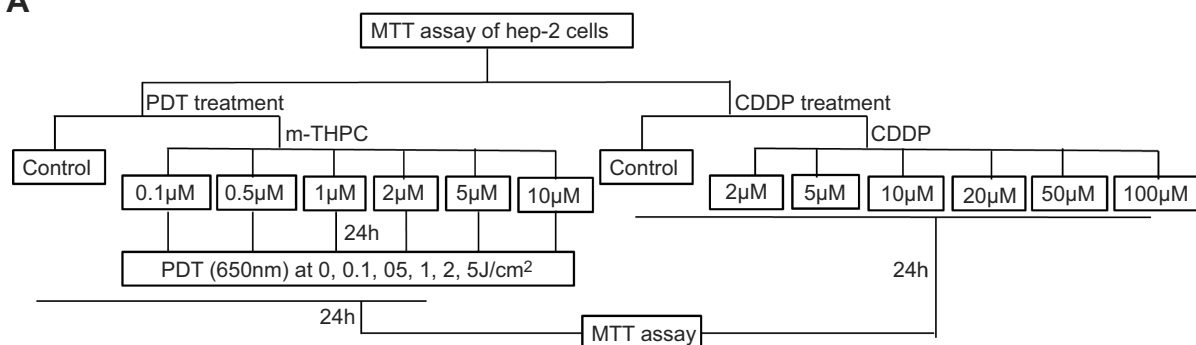 A
MTT assay of hep-2 cells
PDT treatment
CDDP treatment
m-THPC
CDDP
Control
Control
0.1µM
0.5µM
1µM
2µM
5µM
10µM
2µM
5µM
10µM
20µM
50µM
100µM
24h
PDT (650nm) at 0, 0.1, 05, 1, 2, 5J/cm²
24h
24h
MTT assay